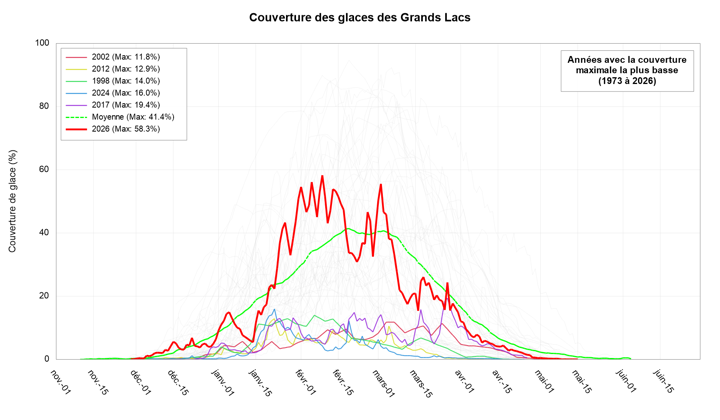 Couverture des glaces des Grands Lacs
100
80
60
40
20
0
Couverture de glace (%)
2002 (Max: 11.8%)
2012 (Max: 12.9%)
1998 (Max: 14.0%)
2024 (Max: 16.0%)
2017 (Max: 19.4%)
Moyenne (Max: 41.4%)
2026 (Max: 58.3%)
Années avec la couverture
maximale la plus basse
(1973 à 2026)
nov.-01
nov.-15
déc.-01
déc.-15
janv.-01
janv.-15
févr.-01
févr.-15
mars-01
mars-15
avr.-01
avr.-15
mai-01
mai-15
juin-01
juin-15